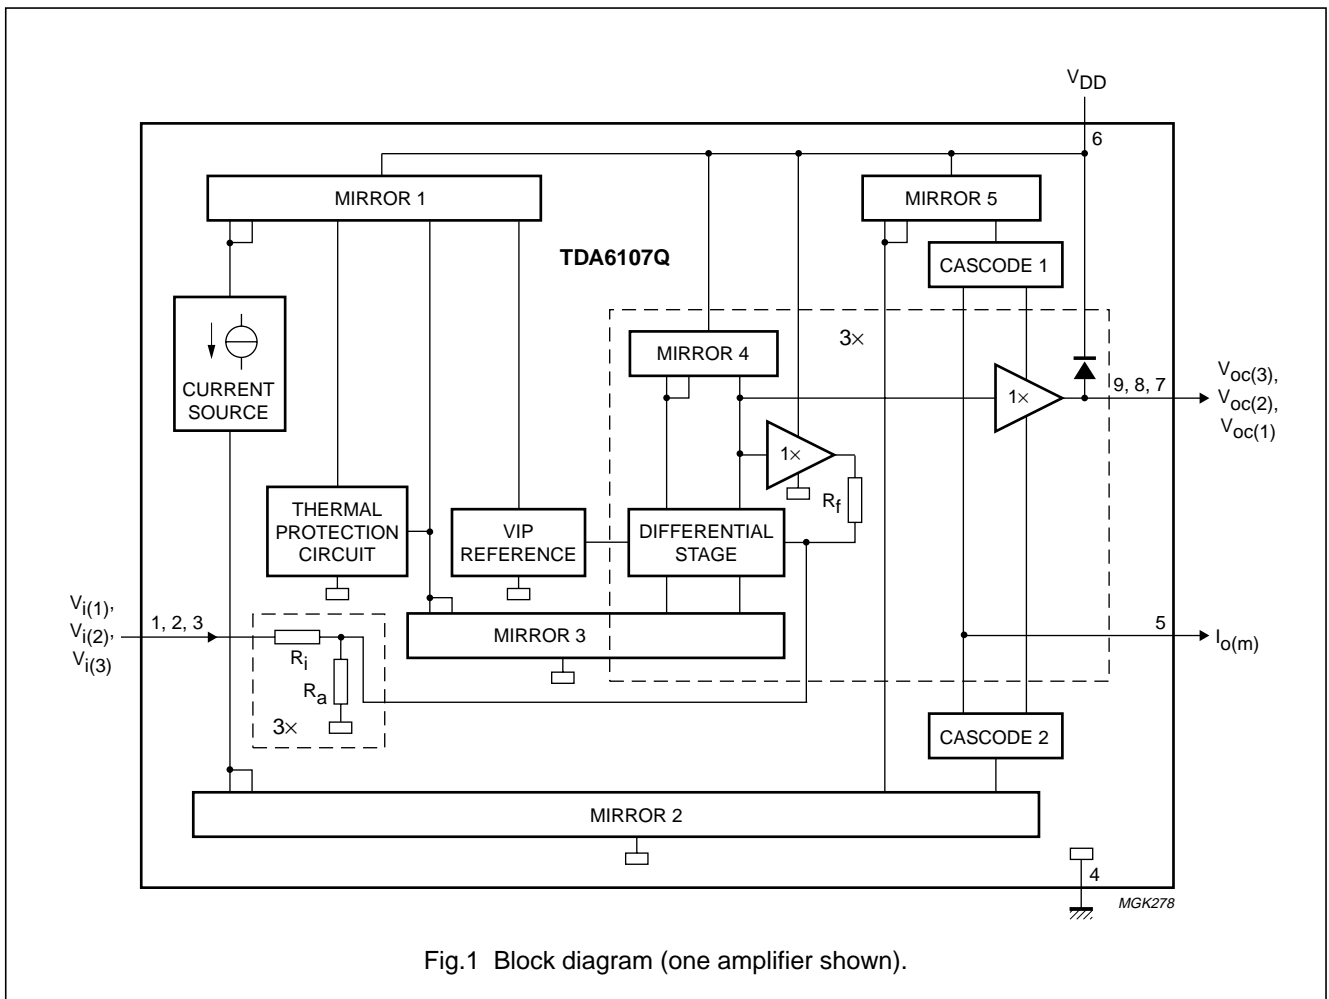 VDD
6
MIRROR 1
MIRROR 5
TDA6107Q
CASCODE 1
3×
MIRROR 4
CURRENT
SOURCE
1×
9, 8, 7
Voc(3),
Voc(2),
Voc(1)
1×
Rf
THERMAL
PROTECTION
CIRCUIT
VIP
REFERENCE
DIFFERENTIAL
STAGE
Vi(1),
Vi(2),
Vi(3)
1, 2, 3
Ri
Ra
3×
MIRROR 3
5
Io(m)
CASCODE 2
MIRROR 2
4
MGK278
Fig.1 Block diagram (one amplifier shown).